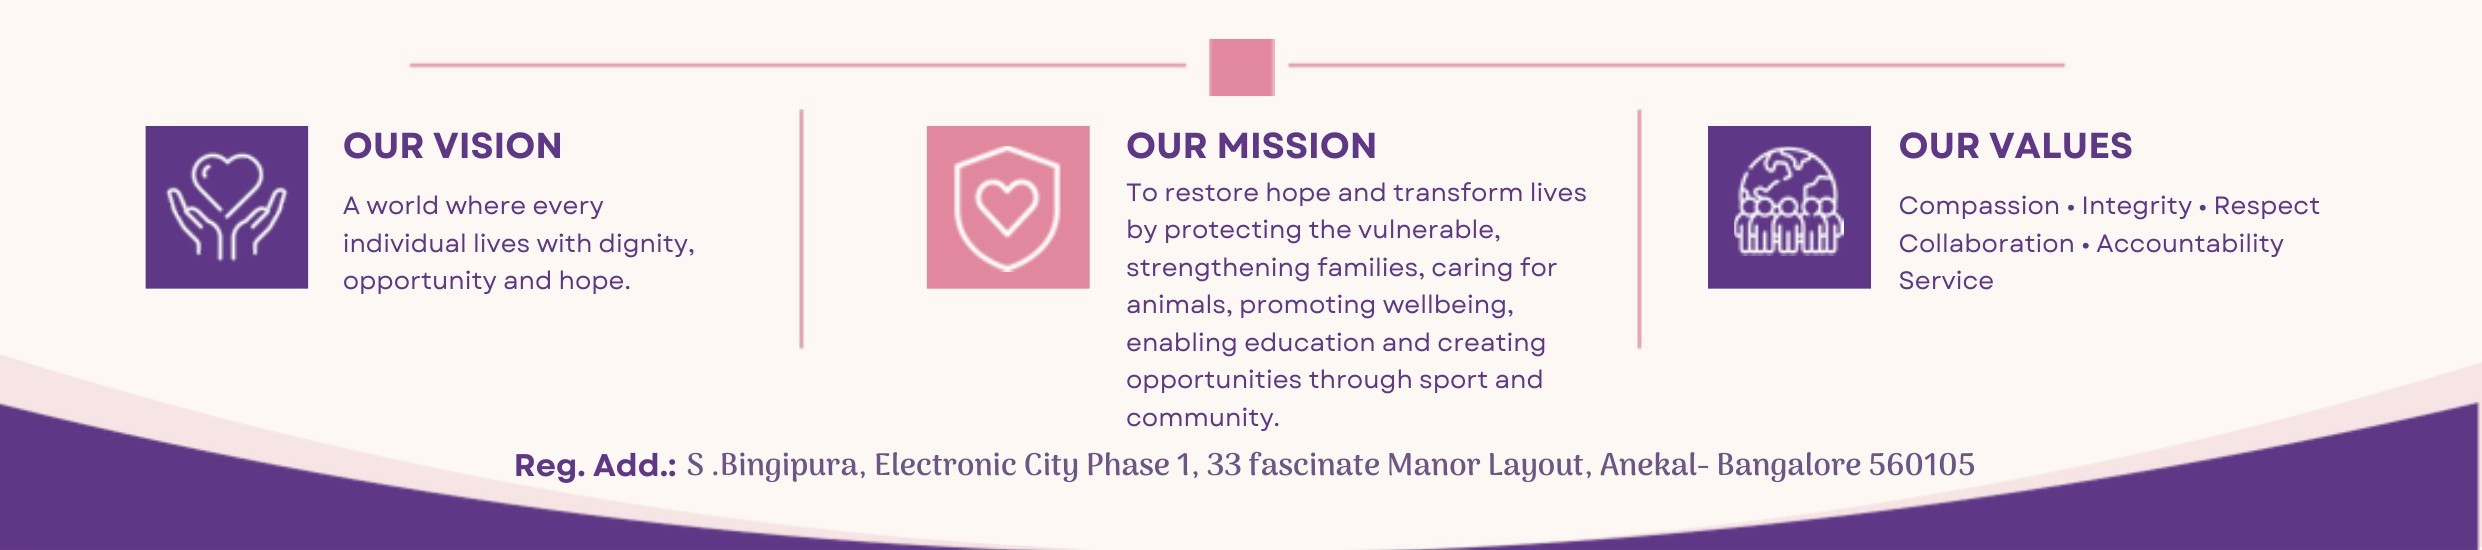 OUR VISION
A world where every
individual lives with dignity,
opportunity and hope.
OUR MISSION
To restore hope and transform lives
by protecting the vulnerable,
strengthening families, caring for
animals, promoting wellbeing,
enabling education and creating
opportunities through sport and
community.
OUR VALUES
Compassion • Integrity • Respect
Collaboration • Accountability
Service
Reg. Add.: S .Bingipura, Electronic City Phase 1, 33 fascinate Manor Layout, Anekal- Bangalore 560105